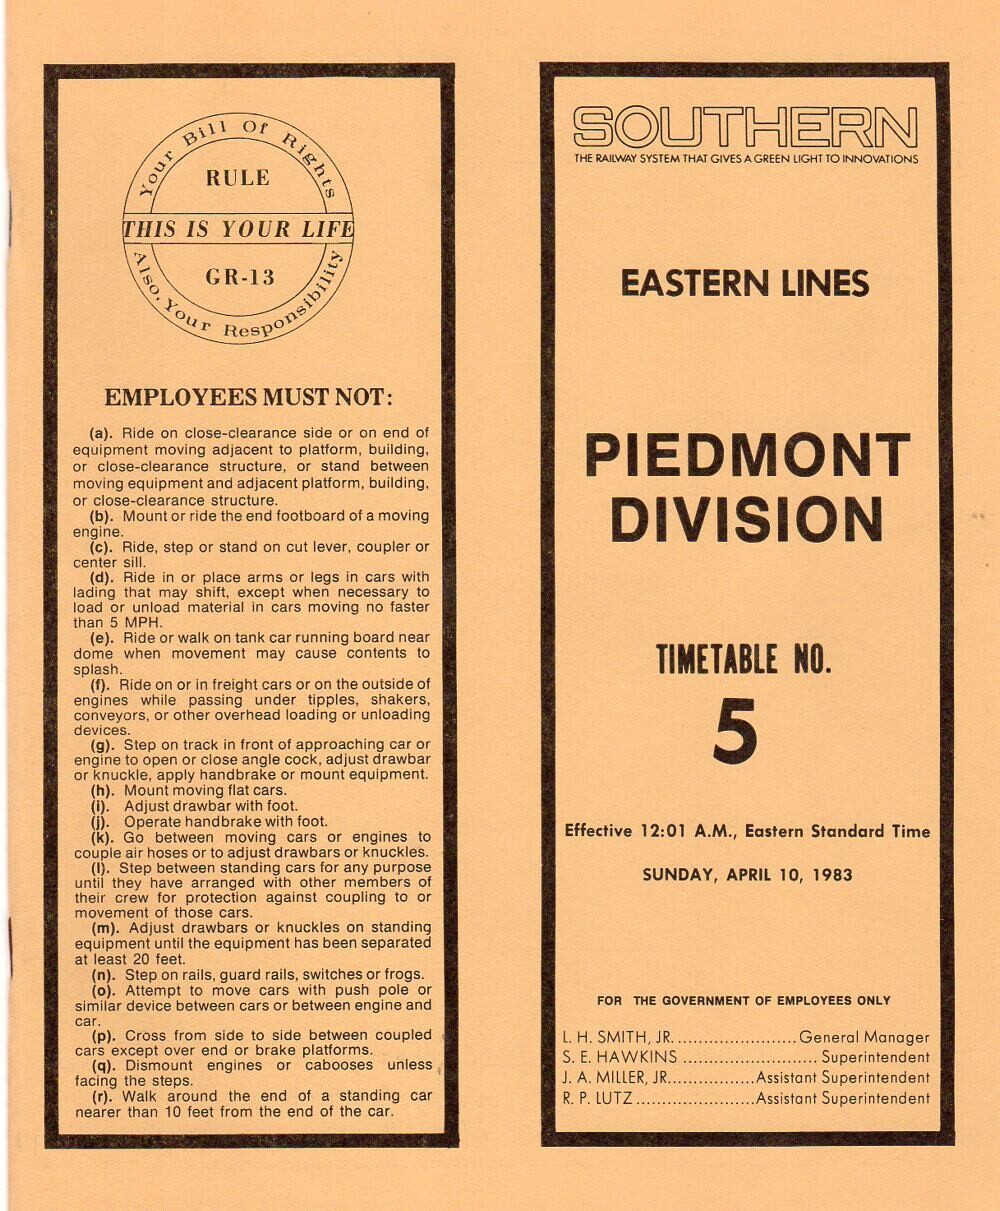 Your Bill Of Rights
RULE
THIS IS YOUR LIFE
GR-13
Also, Your Responsibility
EMPLOYEES MUST NOT:
(a). Ride on close-clearance side or on end of
equipment moving adjacent to platform, building,
or close-clearance structure, or stand between
moving equipment and adjacent platform, building,
or close-clearance structure.
(b). Mount or ride the end footboard of a moving
engine.
(c). Ride, step or stand on cut lever, coupler or
center sill.
(d). Ride in or place arms or legs in cars with
lading that may shift, except when necessary to
load or unload material in cars moving no faster
than 5 MPH.
(e). Ride or walk on tank car running board near
dome when movement may cause contents to
splash.
(f). Ride on or in freight cars or on the outside of
engines while passing under tipples, shakers,
conveyors, or other overhead loading or unloading
devices.
(g). Step on track in front of approaching car or
engine to open or close angle cock, adjust drawbar
or knuckle, apply handbrake or mount equipment.
(h). Mount moving flat cars.
(i). Adjust drawbar with foot.
(j). Operate handbrake with foot.
(k). Go between moving cars or engines to
couple air hoses or to adjust drawbars or knuckles.
(l). Step between standing cars for any purpose
until they have arranged with other members of
their crew for protection against coupling to or
movement of those cars.
(m). Adjust drawbars or knuckles on standing
equipment until the equipment has been separated
at least 20 feet.
(n). Step on rails, guard rails, switches or frogs.
(o). Attempt to move cars with push pole or
similar device between cars or between engine and
car.
(p). Cross from side to side between coupled
cars except over end or brake platforms.
(q). Dismount engines or cabooses unless
facing the steps.
(r). Walk around the end of a standing car
nearer than 10 feet from the end of the car.
SOUTHERN
THE RAILWAY SYSTEM THAT GIVES A GREEN LIGHT TO INNOVATIONS
EASTERN LINES
PIEDMONT
DIVISION
TIMETABLE NO.
5
Effective 12:01 A.M., Eastern Standard Time
SUNDAY, APRIL 10, 1983
FOR THE GOVERNMENT OF EMPLOYEES ONLY
L. H. SMITH, JR. ....................... General Manager
S. E. HAWKINS .......................... Superintendent
J. A. MILLER, JR. ................ Assistant Superintendent
R. P. LUTZ ....................... Assistant Superintendent